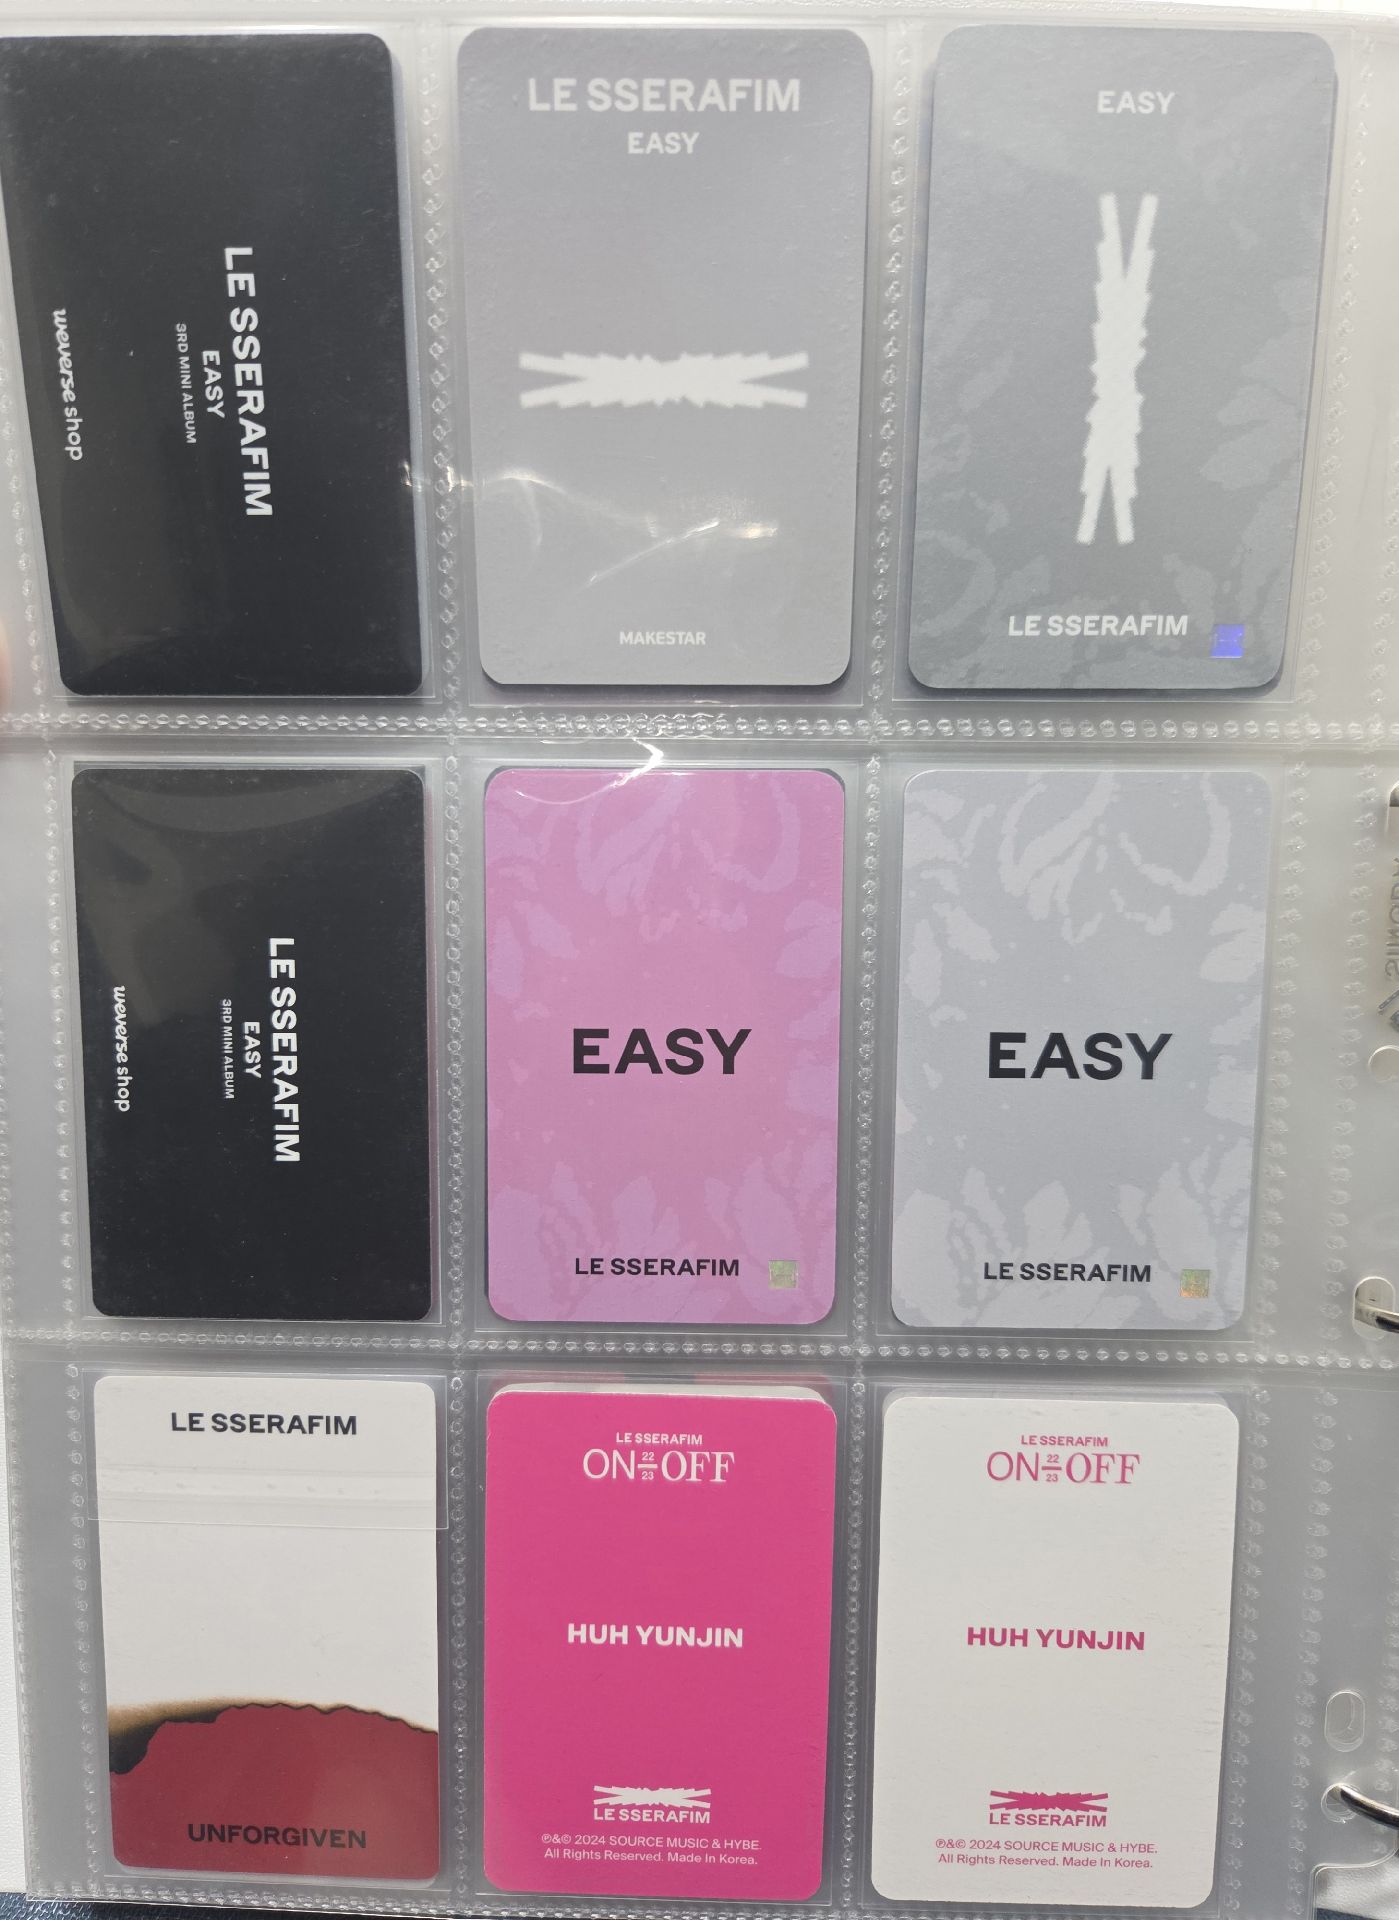 LE SSERAFIM
EASY
3RD MINI ALBUM
weverse shop
LE SSERAFIM
EASY
MAKESTAR
EASY
LE SSERAFIM
LE SSERAFIM
EASY
3RD MINI ALBUM
weverse shop
EASY
LE SSERAFIM
EASY
LE SSERAFIM
LE SSERAFIM
UNFORGIVEN
LE SSERAFIM
ON 22 23 OFF
HUH YUNJIN
LE SSERAFIM
℗&© 2024 SOURCE MUSIC & HYBE.
All Rights Reserved. Made In Korea.
LE SSERAFIM
ON 22 23 OFF
HUH YUNJIN
LE SSERAFIM
℗&© 2024 SOURCE MUSIC & HYBE.
All Rights Reserved. Made In Korea.